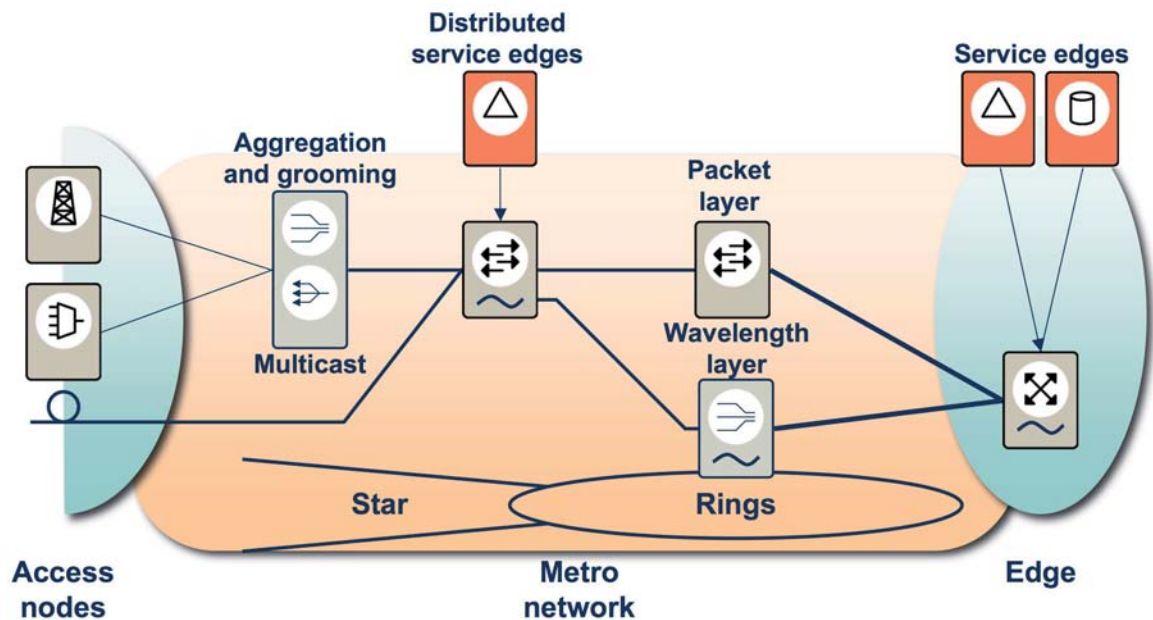 Distributed
service edges
Service edges
Aggregation
and grooming
Packet
layer
Wavelength
layer
Multicast
Star
Rings
Access
nodes
Metro
network
Edge